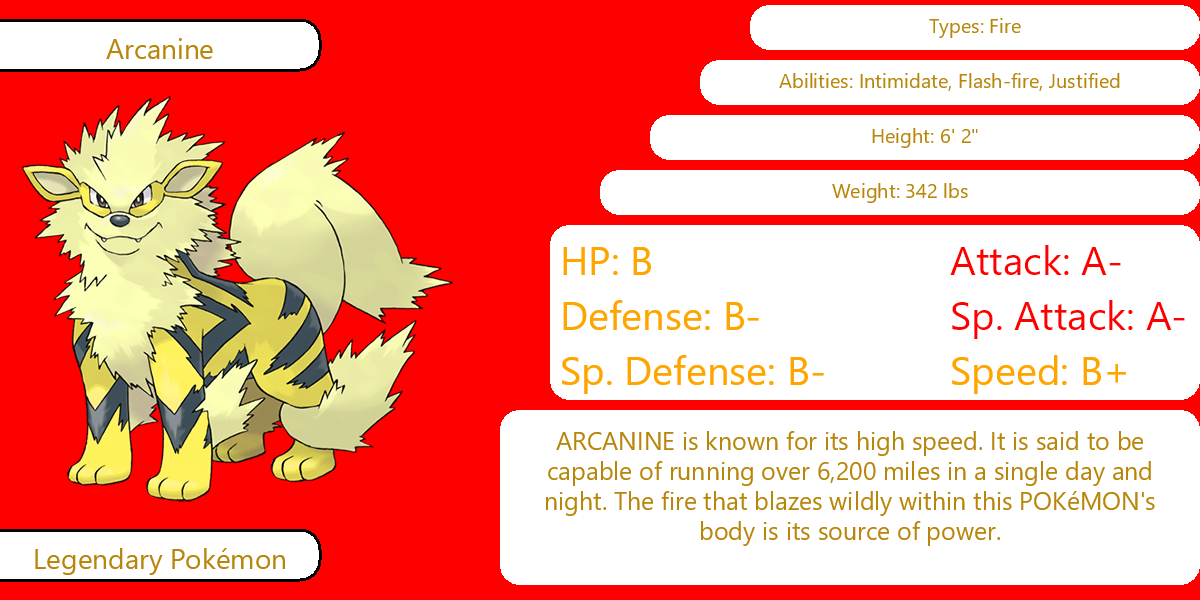 Arcanine
Types: Fire
Abilities: Intimidate, Flash-fire, Justified
Height: 6' 2"
Weight: 342 lbs
HP: B
Attack: A-
Defense: B-
Sp. Attack: A-
Sp. Defense: B-
Speed: B+
ARCANINE is known for its high speed. It is said to be
capable of running over 6,200 miles in a single day and
night. The fire that blazes wildly within this POKéMON's
body is its source of power.
Legendary Pokémon